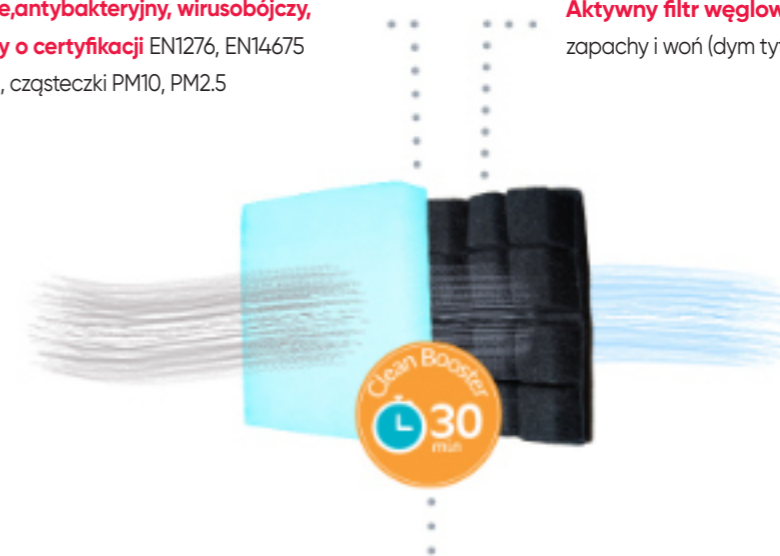 e,antybakteryjny, wirusobójczy,
y o certyfikacji EN1276, EN14675
, cząsteczki PM10, PM2.5
Aktywny filtr węglow
zapachy i woń (dym ty
Clean Booster
30
min